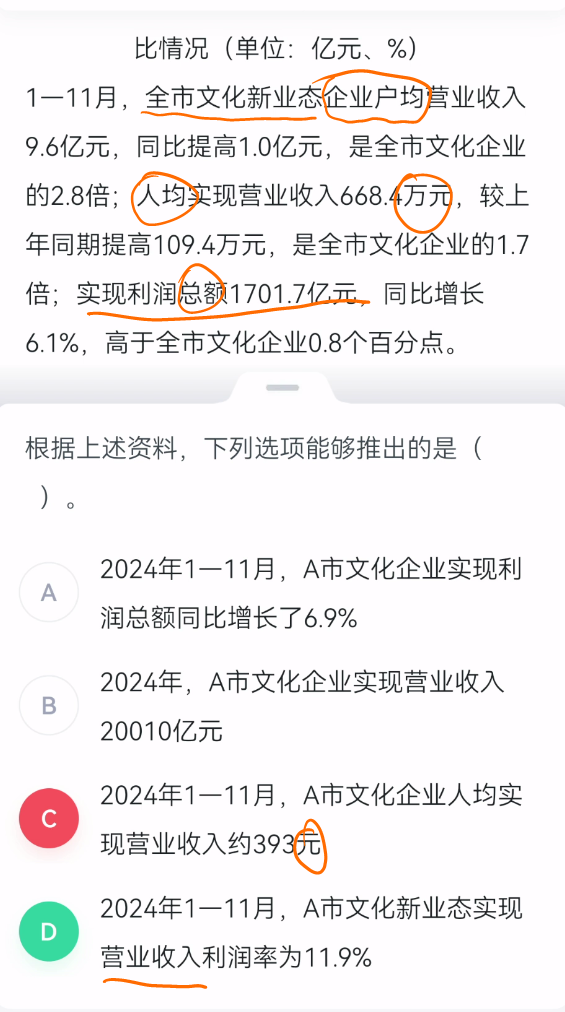 比情况（单位：亿元、%）
1—11月，全市文化新业态企业户均营业收入
9.6亿元，同比提高1.0亿元，是全市文化企业
的2.8倍；人均实现营业收入668.4万元，较上
年同期提高109.4万元，是全市文化企业的1.7
倍；实现利润总额1701.7亿元，同比增长
6.1%，高于全市文化企业0.8个百分点。
根据上述资料，下列选项能够推出的是（
）。
A
2024年1—11月，A市文化企业实现利
润总额同比增长了6.9%
B
2024年，A市文化企业实现营业收入
20010亿元
C
2024年1—11月，A市文化企业人均实
现营业收入约393元
D
2024年1—11月，A市文化新业态实现
营业收入利润率为11.9%